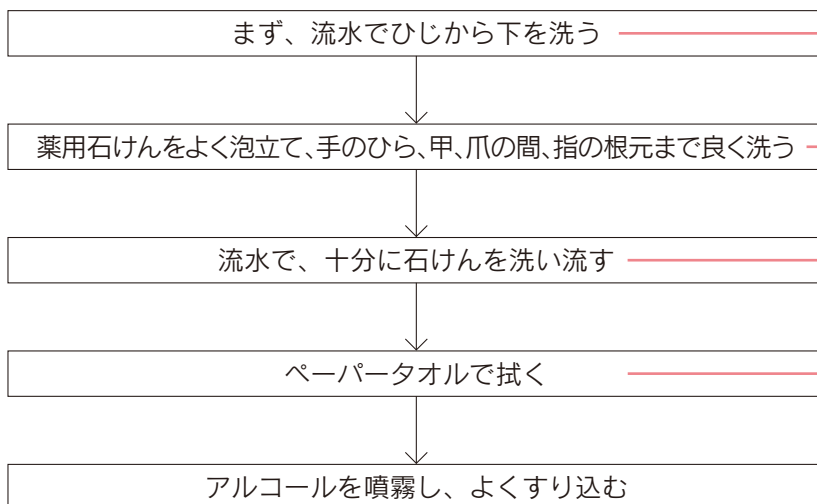 まず、流水でひじから下を洗う
薬用石けんをよく泡立て、手のひら、甲、爪の間、指の根元まで良く洗う
流水で、十分に石けんを洗い流す
ペーパータオルで拭く
アルコールを噴霧し、よくすり込む